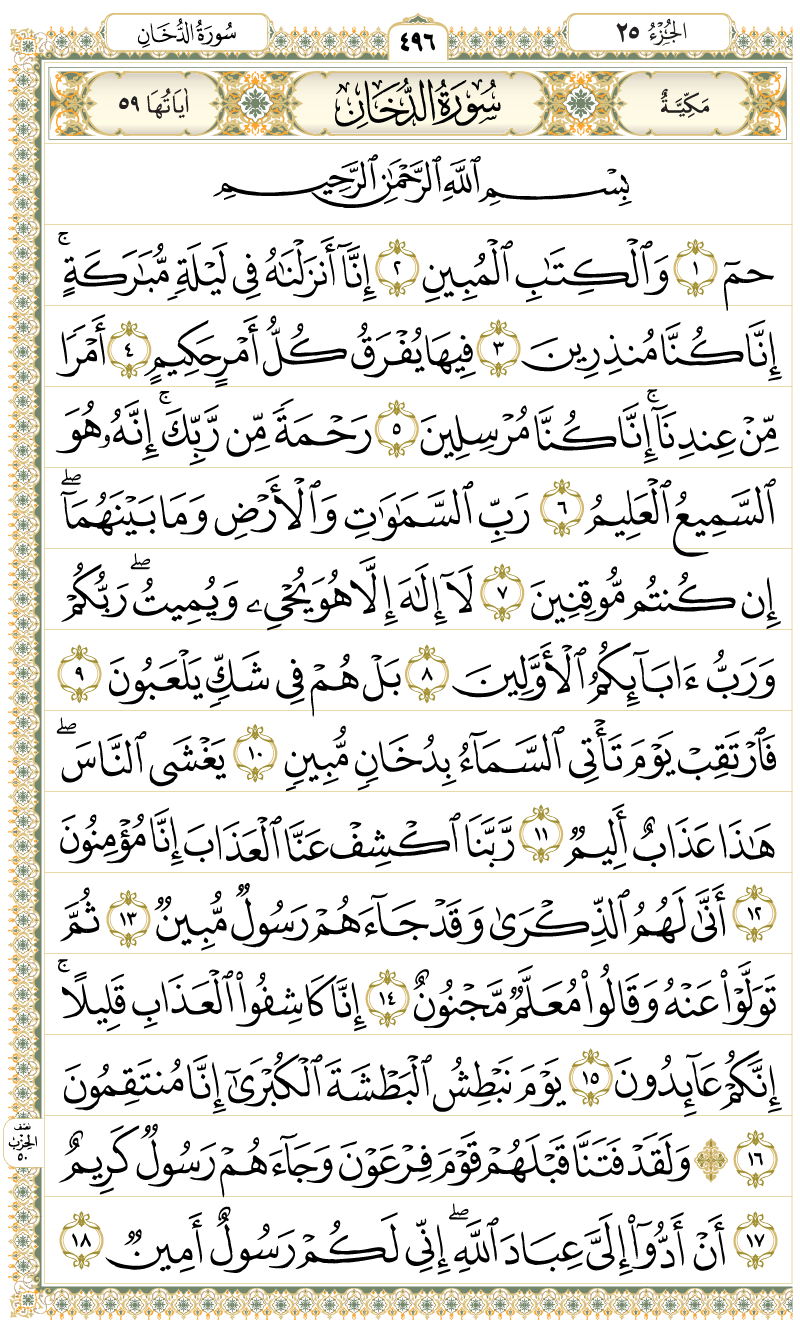 سُورَةُ الدُّخَانِ ٤٩٦ الجُزْءُ ٢٥
مَكِّيَّةٌ سُورَةُ الدُّخَانِ اٰيَاتُهَا ٥٩
بِسْمِ ٱللَّهِ ٱلرَّحْمَٰنِ ٱلرَّحِيمِ
حمٓ ١ وَٱلْكِتَٰبِ ٱلْمُبِينِ ٢ إِنَّآ أَنزَلْنَٰهُ فِى لَيْلَةٍ مُّبَٰرَكَةٍ ۚ
إِنَّا كُنَّا مُنذِرِينَ ٣ فِيهَا يُفْرَقُ كُلُّ أَمْرٍ حَكِيمٍ ٤ أَمْرًا
مِّنْ عِندِنَآ ۚ إِنَّا كُنَّا مُرْسِلِينَ ٥ رَحْمَةً مِّن رَّبِّكَ ۚ إِنَّهُۥ هُوَ
ٱلسَّمِيعُ ٱلْعَلِيمُ ٦ رَبِّ ٱلسَّمَٰوَٰتِ وَٱلْأَرْضِ وَمَا بَيْنَهُمَآ ۖ
إِن كُنتُم مُّوقِنِينَ ٧ لَآ إِلَٰهَ إِلَّا هُوَ يُحْىِۦ وَيُمِيتُ ۖ رَبُّكُمْ
وَرَبُّ ءَابَآئِكُمُ ٱلْأَوَّلِينَ ٨ بَلْ هُمْ فِى شَكٍّ يَلْعَبُونَ ٩
فَٱرْتَقِبْ يَوْمَ تَأْتِى ٱلسَّمَآءُ بِدُخَانٍ مُّبِينٍ ١٠ يَغْشَى ٱلنَّاسَ ۖ
هَٰذَا عَذَابٌ أَلِيمٌ ١١ رَّبَّنَا ٱكْشِفْ عَنَّا ٱلْعَذَابَ إِنَّا مُؤْمِنُونَ
١٢ أَنَّىٰ لَهُمُ ٱلذِّكْرَىٰ وَقَدْ جَآءَهُمْ رَسُولٌ مُّبِينٌ ١٣ ثُمَّ
تَوَلَّوْا۟ عَنْهُ وَقَالُوا۟ مُعَلَّمٌ مَّجْنُونٌ ١٤ إِنَّا كَاشِفُوا۟ ٱلْعَذَابِ قَلِيلًا ۚ
إِنَّكُمْ عَآئِدُونَ ١٥ يَوْمَ نَبْطِشُ ٱلْبَطْشَةَ ٱلْكُبْرَىٰٓ إِنَّا مُنتَقِمُونَ
نصف الحِزْب ٥٠
١٦ ۞ وَلَقَدْ فَتَنَّا قَبْلَهُمْ قَوْمَ فِرْعَوْنَ وَجَآءَهُمْ رَسُولٌ كَرِيمٌ
١٧ أَنْ أَدُّوٓا۟ إِلَىَّ عِبَادَ ٱللَّهِ ۖ إِنِّى لَكُمْ رَسُولٌ أَمِينٌ ١٨